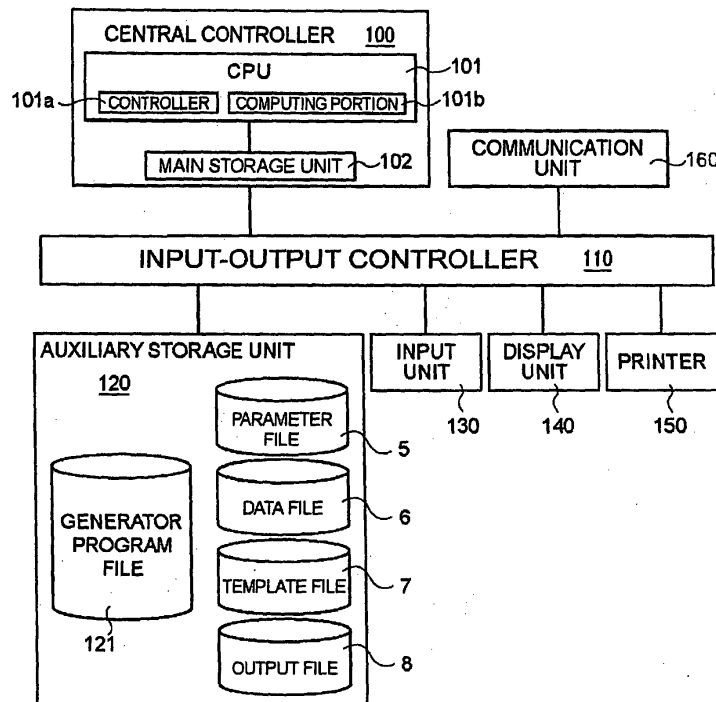 CENTRAL CONTROLLER 100
CPU
101
101a
CONTROLLER
COMPUTING PORTION
101b
MAIN STORAGE UNIT
102
COMMUNICATION
UNIT
160
INPUT-OUTPUT CONTROLLER 110
AUXILIARY STORAGE UNIT
120
INPUT
UNIT
130
DISPLAY
UNIT
140
PRINTER
150
PARAMETER
FILE
5
GENERATOR
PROGRAM
FILE
121
DATA FILE
6
TEMPLATE FILE
7
OUTPUT FILE
8